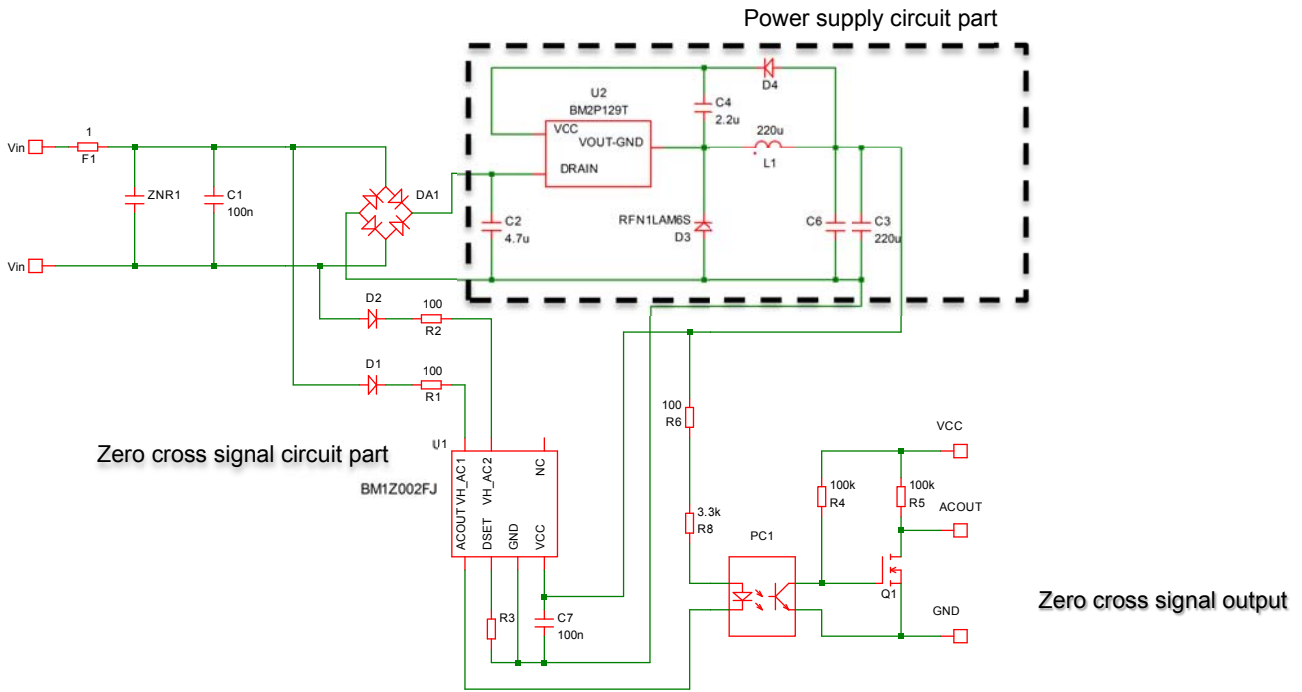 Power supply circuit part
D4
U2
BM2P129T
C4
2.2u
VCC
VOUT-GND
220u
L1
1
Vin
F1
DRAIN
ZNR1
C1
100n
DA1
C2
4.7u
RFN1LAM6S
D3
C6
C3
220u
Vin
D2
100
R2
D1
100
R1
100
R6
Zero cross signal circuit part
U1
BM1Z002FJ
VH_AC1
VH_AC2
NC
ACOUT
DSET
GND
VCC
VCC
100k
R4
100k
R5
ACOUT
3.3k
R8
PC1
Q1
GND
Zero cross signal output
R3
C7
100n